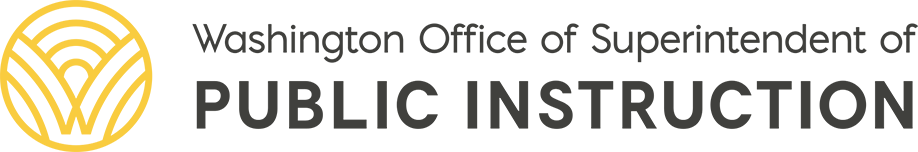 Washington Office of Superintendent of
PUBLIC INSTRUCTION